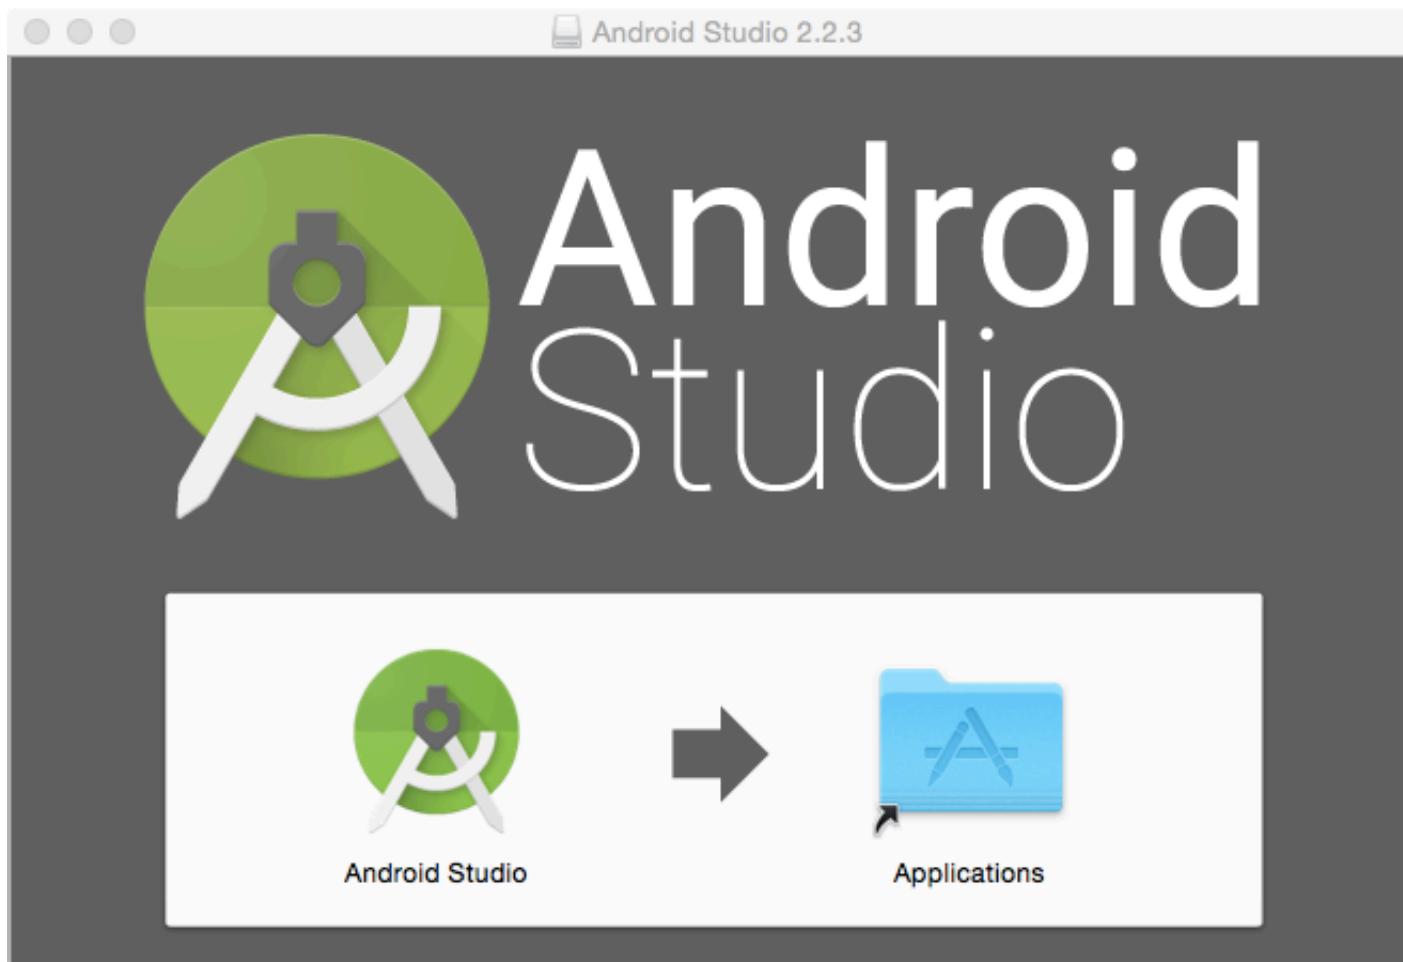 Android Studio 2.2.3
Android
Studio
Android Studio
Applications